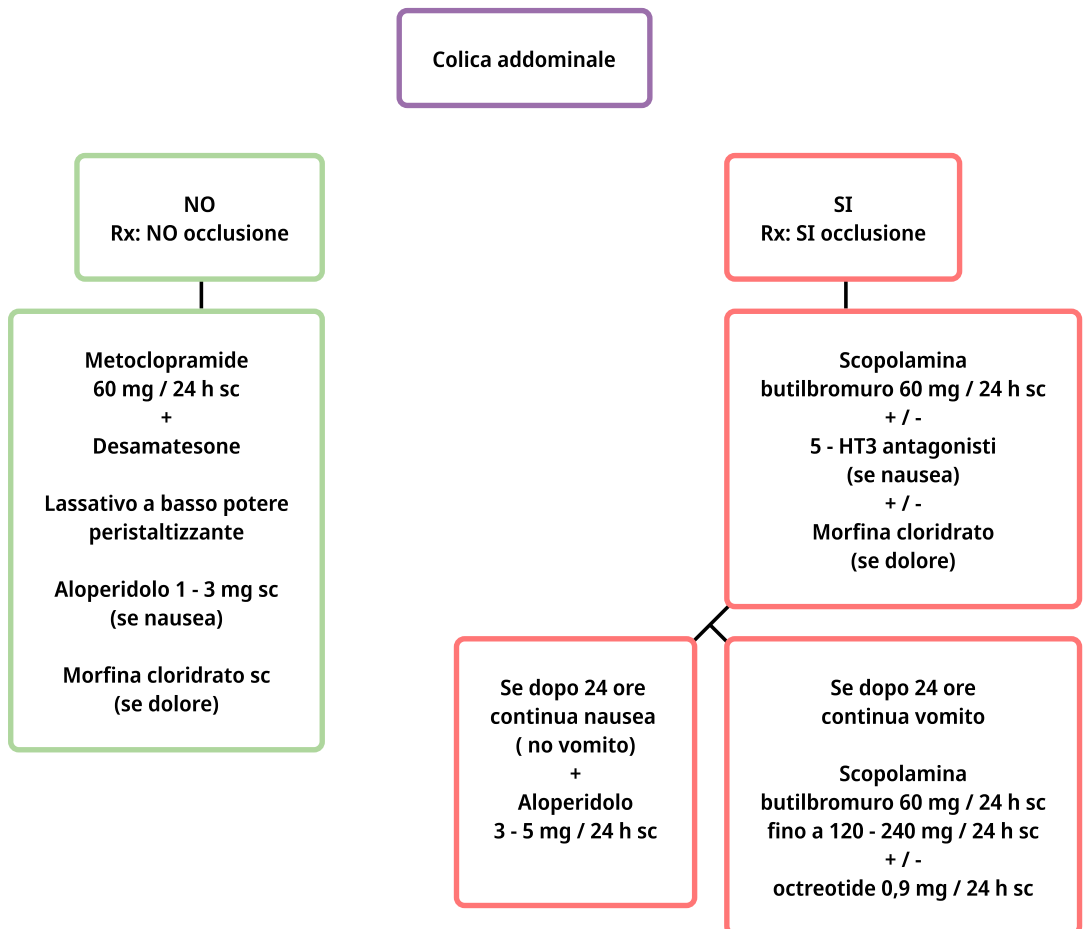 Colica addominale
NO
Rx: NO occlusione
SI
Rx: SI occlusione
Metoclopramide
60 mg / 24 h sc
+
Desamatesone
Lassativo a basso potere
peristaltizzante
Aloperidolo 1 - 3 mg sc
(se nausea)
Morfina cloridrato sc
(se dolore)
Scopolamina
butilbromuro 60 mg / 24 h sc
+ / -
5 - HT3 antagonisti
(se nausea)
+ / -
Morfina cloridrato
(se dolore)
Se dopo 24 ore
continua nausea
( no vomito)
+
Aloperidolo
3 - 5 mg / 24 h sc
Se dopo 24 ore
continua vomito
Scopolamina
butilbromuro 60 mg / 24 h sc
fino a 120 - 240 mg / 24 h sc
+ / -
octreotide 0,9 mg / 24 h sc